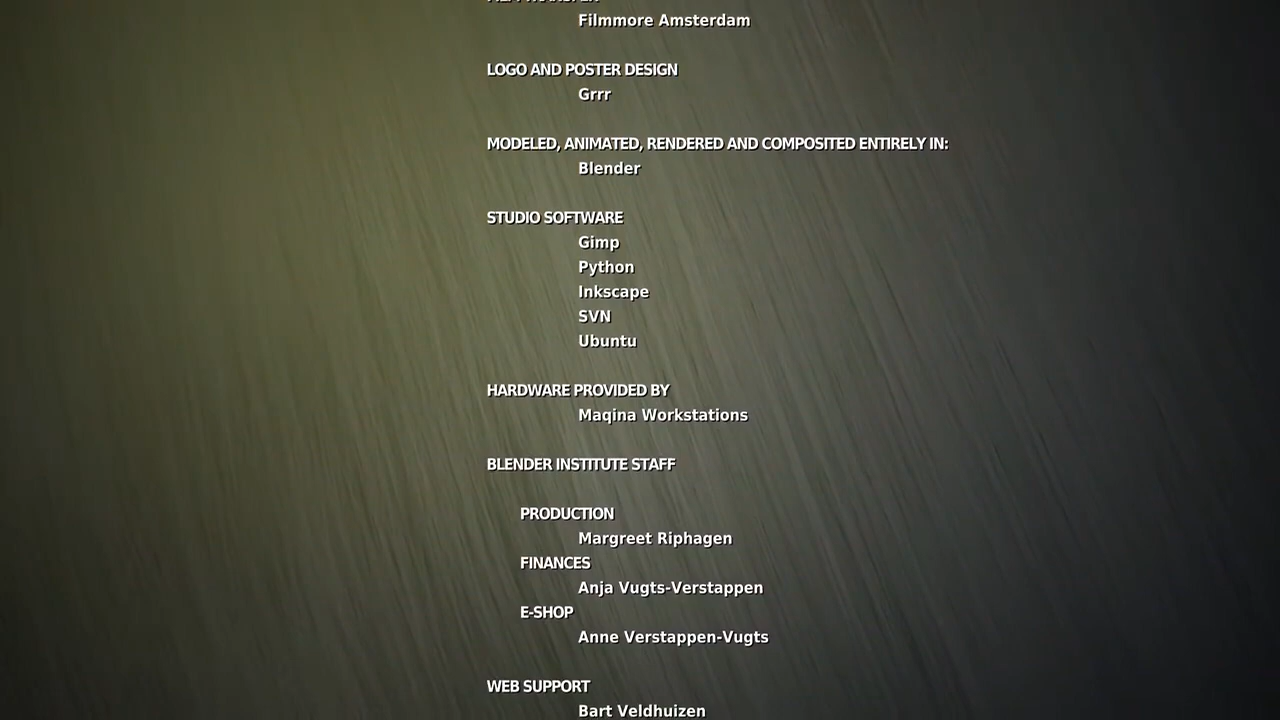 Filmmore Amsterdam
LOGO AND POSTER DESIGN
Grrr
MODELED, ANIMATED, RENDERED AND COMPOSITED ENTIRELY IN:
Blender
STUDIO SOFTWARE
Gimp
Python
Inkscape
SVN
Ubuntu
HARDWARE PROVIDED BY
Maqina Workstations
BLENDER INSTITUTE STAFF
PRODUCTION
Margreet Riphagen
FINANCES
Anja Vugts-Verstappen
E-SHOP
Anne Verstappen-Vugts
WEB SUPPORT
Bart Veldhuizen